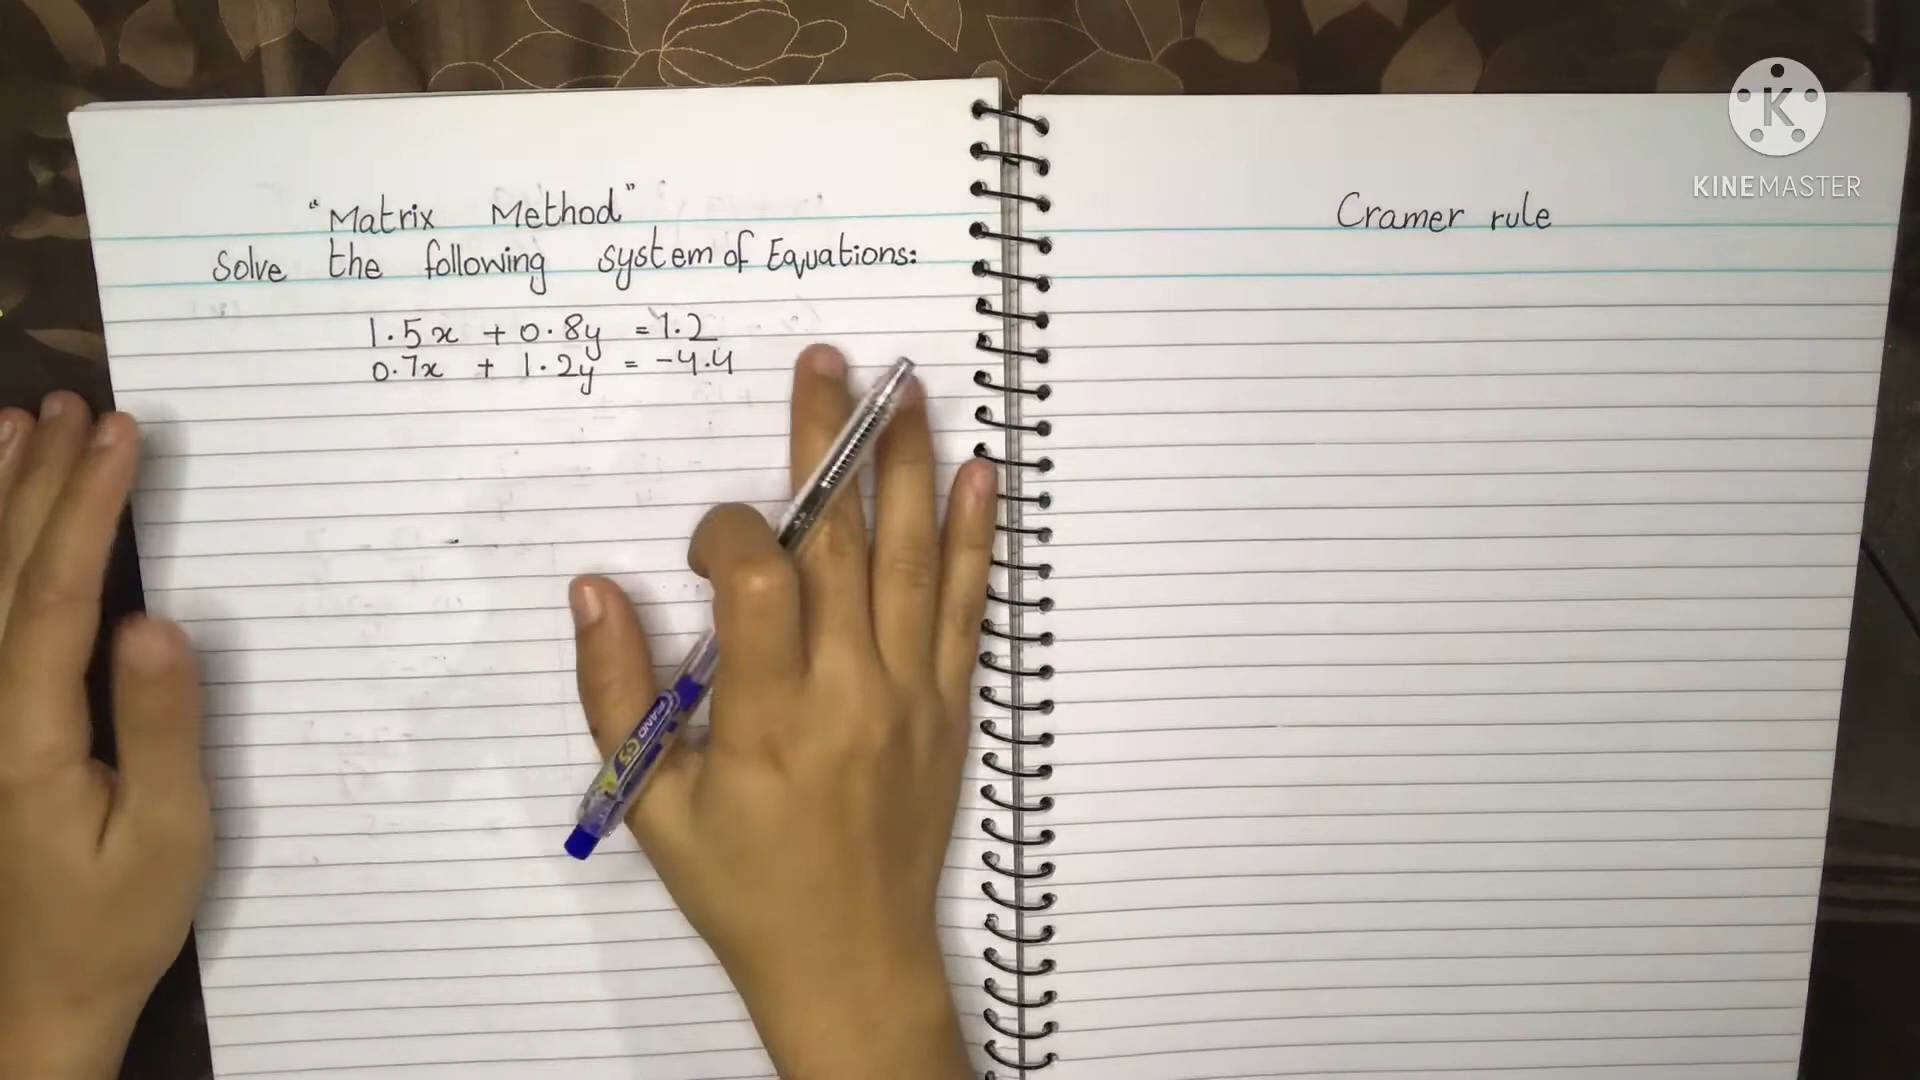 "Matrix Method"
Solve the following system of Equations:
1.5x + 0.8y = 1.2
0.7x + 1.2y = -4.4
Cramer rule
K
KINEMASTER
PIANO